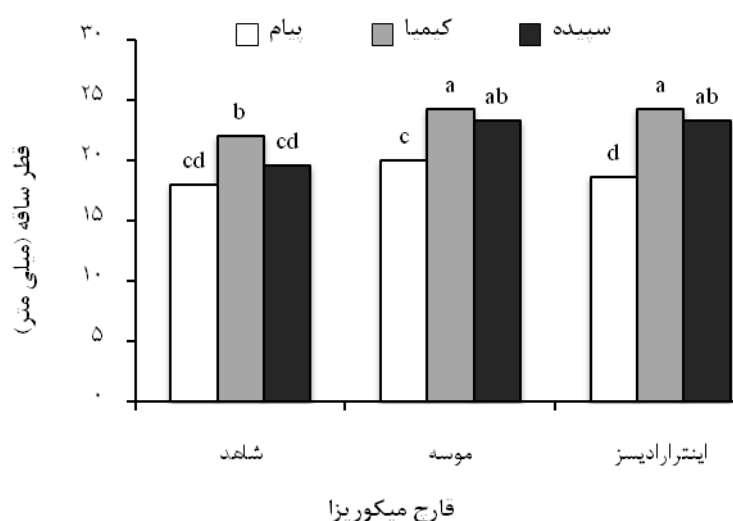 ۳۰
پیام کیمیا سپیده
۲۵
۲۰
۱۵
۱۰
۵
۰
قطر ساقه (میلی متر)
cd b cd c a ab d a ab
شاهد موسه اینترارادیسز
قارچ میکوریزا